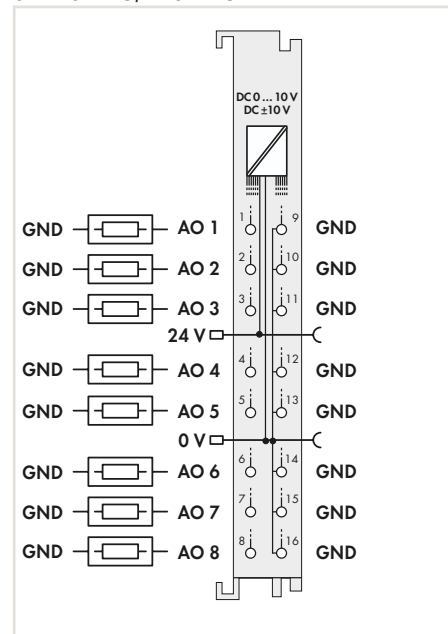 DC 0 ... 10 V
DC ±10 V
GND AO 1 1 9 GND
GND AO 2 2 10 GND
GND AO 3 3 11 GND
24 V
GND AO 4 4 12 GND
GND AO 5 5 13 GND
0 V
GND AO 6 6 14 GND
GND AO 7 7 15 GND
GND AO 8 8 16 GND